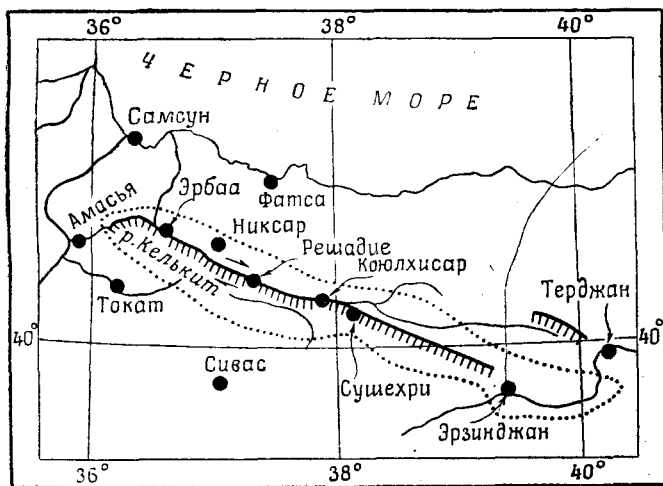 36° 38° 40°
ЧЕРНОЕ МОРЕ
Самсун
Фатса
Эрбаа
Амасья
Никсар
р. Келькит
Решадие
Коюлхисар
Терджан
Токат
40° 40°
Сивас
Сушехри
Эрзинджан
36° 38° 40°